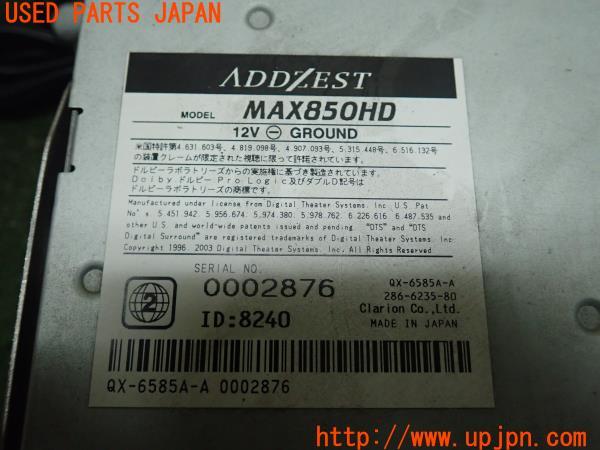 USED PARTS JAPAN
ADDZEST
MODEL MAX850HD
12V ⊖ GROUND
米国特許第4.631.603号、4.819.098号、4.907.093号、5.315.448号、6.516.132号
の装置クレームが限定された視聴に限って許諾されています。
ドルビーラボラトリーズからの実施権に基づき製造されています。
Dolby ドルビー Pro Logic 及びダブルD記号は
ドルビーラボラトリーズの商標です。
Manufactured under license from Digital Theater Systems, Inc. U.S. Pat
No's 5.451.942. 5.956.674. 5.974.380. 5.978.762. 6.226.616. 6.487.535 and
other U.S. and world-wide patents issued and pending. "DTS" and "DTS
Digital Surround" are registered trademarks of Digital Theater Systems, Inc
Copyright 1996, 2003 Digital Theater Systems, Inc. All Rights Reserved.
SERIAL NO.
0002876
QX-6585A-A
286-6235-80
2
ID:8240
Clarion Co.,Ltd.
MADE IN JAPAN
QX-6585A-A 0002876
URL http://www.upjpn.com/